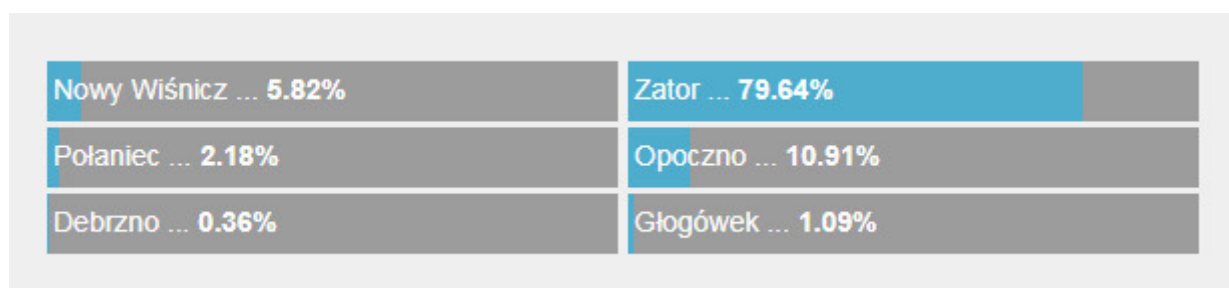 Nowy Wiśnicz ... 5.82%
Zator ... 79.64%
Połaniec ... 2.18%
Opoczno ... 10.91%
Debrzno ... 0.36%
Głogówek ... 1.09%